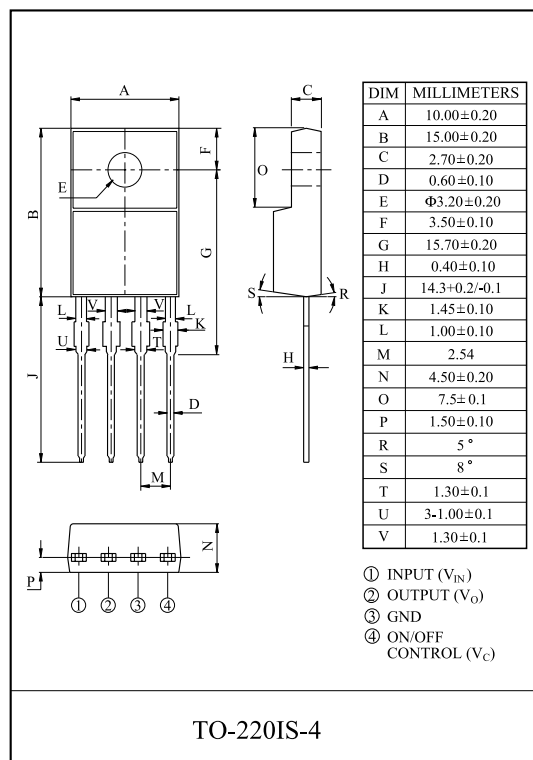 A
C
F
O
E
B
G
L V V L
K
S R
U T
H
J
D
M
N
P
① ② ③ ④
DIM MILLIMETERS
A 10.00±0.20
B 15.00±0.20
C 2.70±0.20
D 0.60±0.10
E Φ3.20±0.20
F 3.50±0.10
G 15.70±0.20
H 0.40±0.10
J 14.3+0.2/-0.1
K 1.45±0.10
L 1.00±0.10
M 2.54
N 4.50±0.20
O 7.5±0.1
P 1.50±0.10
R 5°
S 8°
T 1.30±0.1
U 3-1.00±0.1
V 1.30±0.1
① INPUT (VIN)
② OUTPUT (VO)
③ GND
④ ON/OFF
CONTROL (VC)
TO-220IS-4